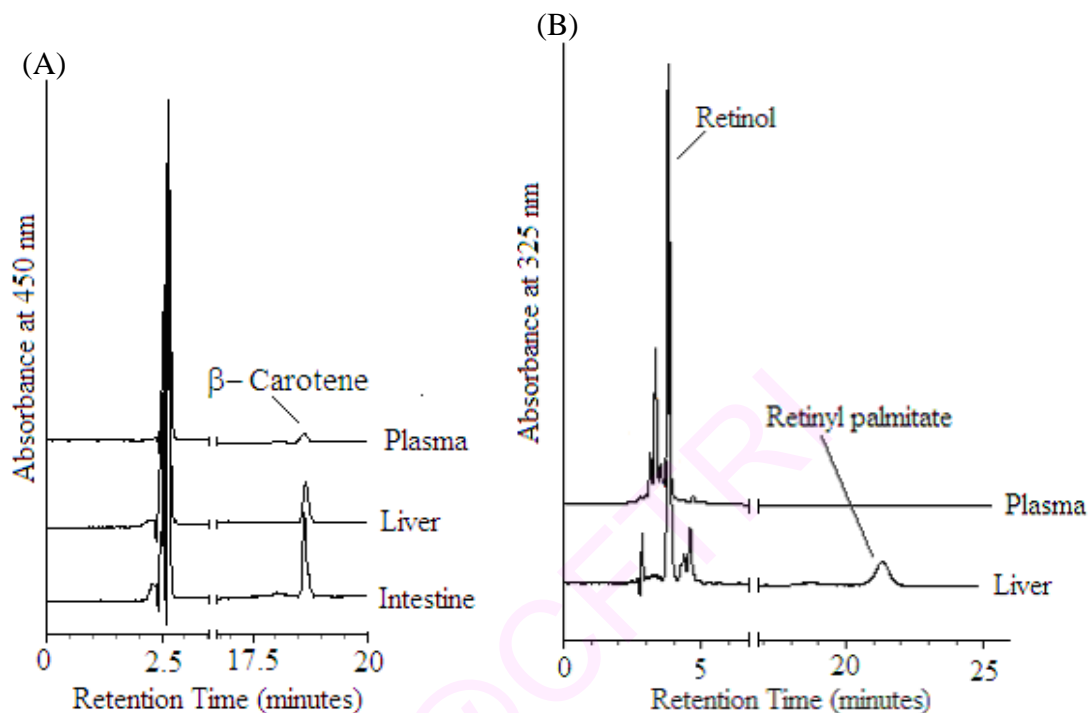 (A)
Absorbance at 450 nm
β– Carotene
Plasma
Liver
Intestine
0
2.5
17.5
20
Retention Time (minutes)
(B)
Absorbance at 325 nm
Retinol
Retinyl palmitate
Plasma
Liver
0
5
20
25
Retention Time (minutes)
@CFTRI